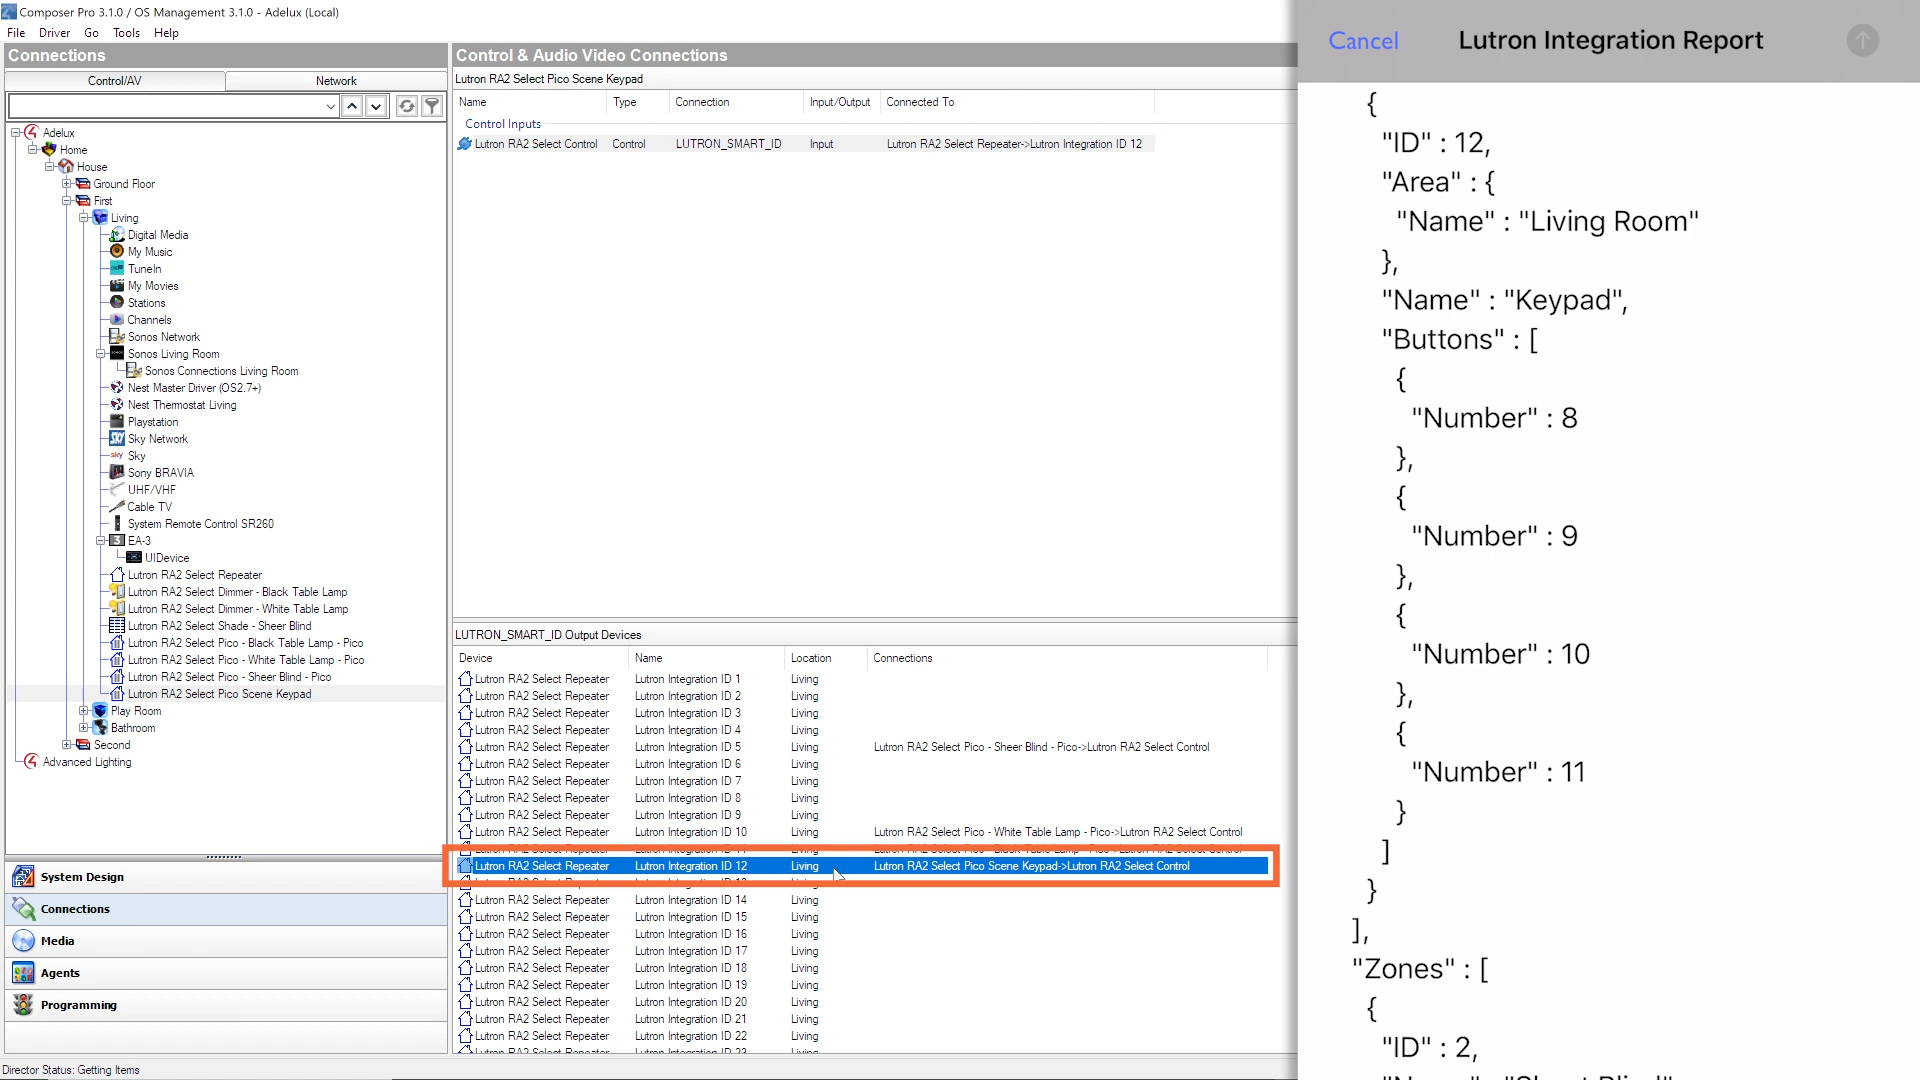 Composer Pro 3.1.0 / OS Management 3.1.0 - Adelux (Local)
File Driver Go Tools Help
Connections
Control/AV Network
Adelux
Home
House
Ground Floor
First
Living
Digital Media
My Music
TuneIn
My Movies
Stations
Channels
Sonos Network
Sonos Living Room
Sonos Connections Living Room
Nest Master Driver (OS2.7+)
Nest Thermostat Living
Playstation
Sky Network
Sky
Sony BRAVIA
UHF/VHF
Cable TV
System Remote Control SR260
EA-3
UIDevice
Lutron RA2 Select Repeater
Lutron RA2 Select Dimmer - Black Table Lamp
Lutron RA2 Select Dimmer - White Table Lamp
Lutron RA2 Select Shade - Sheer Blind
Lutron RA2 Select Pico - Black Table Lamp - Pico
Lutron RA2 Select Pico - White Table Lamp - Pico
Lutron RA2 Select Pico - Sheer Blind - Pico
Lutron RA2 Select Pico Scene Keypad
Play Room
Bathroom
Second
Advanced Lighting
System Design
Connections
Media
Agents
Programming
Director Status: Getting Items
Control & Audio Video Connections
Lutron RA2 Select Pico Scene Keypad
Name Type Connection Input/Output Connected To
Control Inputs
Lutron RA2 Select Control Control LUTRON_SMART_ID Input Lutron RA2 Select Repeater->Lutron Integration ID 12
LUTRON_SMART_ID Output Devices
Device Name Location Connections
Lutron RA2 Select Repeater Lutron Integration ID 1 Living
Lutron RA2 Select Repeater Lutron Integration ID 2 Living
Lutron RA2 Select Repeater Lutron Integration ID 3 Living
Lutron RA2 Select Repeater Lutron Integration ID 4 Living
Lutron RA2 Select Repeater Lutron Integration ID 5 Living Lutron RA2 Select Pico - Sheer Blind - Pico->Lutron RA2 Select Control
Lutron RA2 Select Repeater Lutron Integration ID 6 Living
Lutron RA2 Select Repeater Lutron Integration ID 7 Living
Lutron RA2 Select Repeater Lutron Integration ID 8 Living
Lutron RA2 Select Repeater Lutron Integration ID 9 Living
Lutron RA2 Select Repeater Lutron Integration ID 10 Living Lutron RA2 Select Pico - White Table Lamp - Pico->Lutron RA2 Select Control
Lutron RA2 Select Repeater Lutron Integration ID 12 Living Lutron RA2 Select Pico Scene Keypad->Lutron RA2 Select Control
Lutron RA2 Select Repeater Lutron Integration ID 14 Living
Lutron RA2 Select Repeater Lutron Integration ID 15 Living
Lutron RA2 Select Repeater Lutron Integration ID 16 Living
Lutron RA2 Select Repeater Lutron Integration ID 17 Living
Lutron RA2 Select Repeater Lutron Integration ID 18 Living
Lutron RA2 Select Repeater Lutron Integration ID 19 Living
Lutron RA2 Select Repeater Lutron Integration ID 20 Living
Lutron RA2 Select Repeater Lutron Integration ID 21 Living
Lutron RA2 Select Repeater Lutron Integration ID 22 Living
Cancel Lutron Integration Report
{
"ID" : 12,
"Area" : {
"Name" : "Living Room"
},
"Name" : "Keypad",
"Buttons" : [
{
"Number" : 8
},
{
"Number" : 9
},
{
"Number" : 10
},
{
"Number" : 11
}
]
}
],
"Zones" : [
{
"ID" : 2,